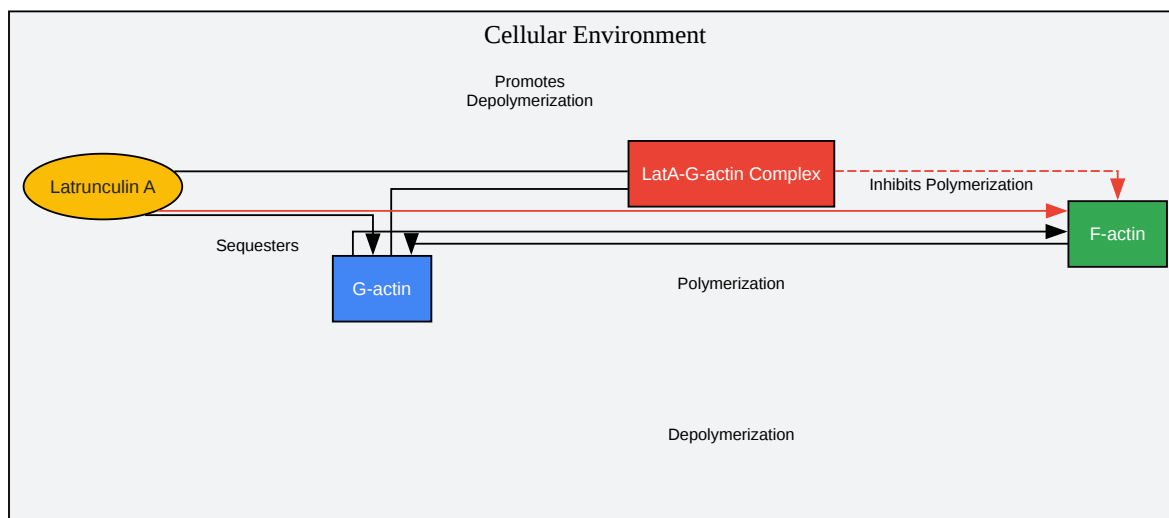 Cellular Environment
Promotes
Depolymerization
LatA-G-actin Complex
Latrunculin A
Inhibits Polymerization
F-actin
Sequesters
G-actin
Polymerization
Depolymerization